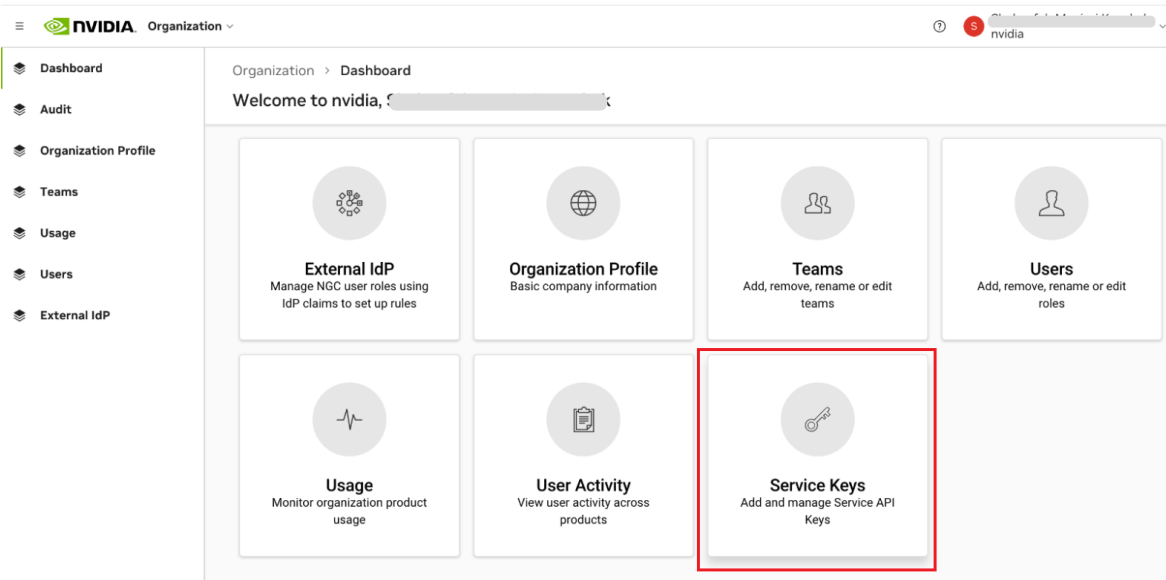 NVIDIA. Organization
S
nvidia
Dashboard
Audit
Organization Profile
Teams
Usage
Users
External IdP
Organization > Dashboard
Welcome to nvidia,
External IdP
Manage NGC user roles using
IdP claims to set up rules
Organization Profile
Basic company information
Teams
Add, remove, rename or edit
teams
Users
Add, remove, rename or edit
roles
Usage
Monitor organization product
usage
User Activity
View user activity across
products
Service Keys
Add and manage Service API
Keys